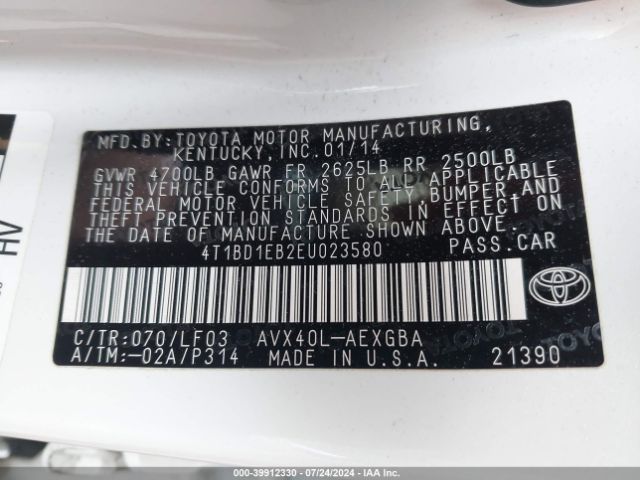 MFD. BY: TOYOTA MOTOR MANUFACTURING,
KENTUCKY, INC. 01/14
GVWR 4700LB GAWR FR 2625LB RR 2500LB
THIS VEHICLE CONFORMS TO ALL APPLICABLE
FEDERAL MOTOR VEHICLE SAFETY, BUMPER, AND
THEFT PREVENTION STANDARDS IN EFFECT ON
THE DATE OF MANUFACTURE SHOWN ABOVE.
4T1BD1EB2EU023580 PASS.CAR
C/TR:070/LF03 AVX40L-AEXGBA
A/TM:-02A/P314 MADE IN U.S.A. 21390
TOYOTA
HV
000-39912330 - 07/24/2024 - IAA Inc.